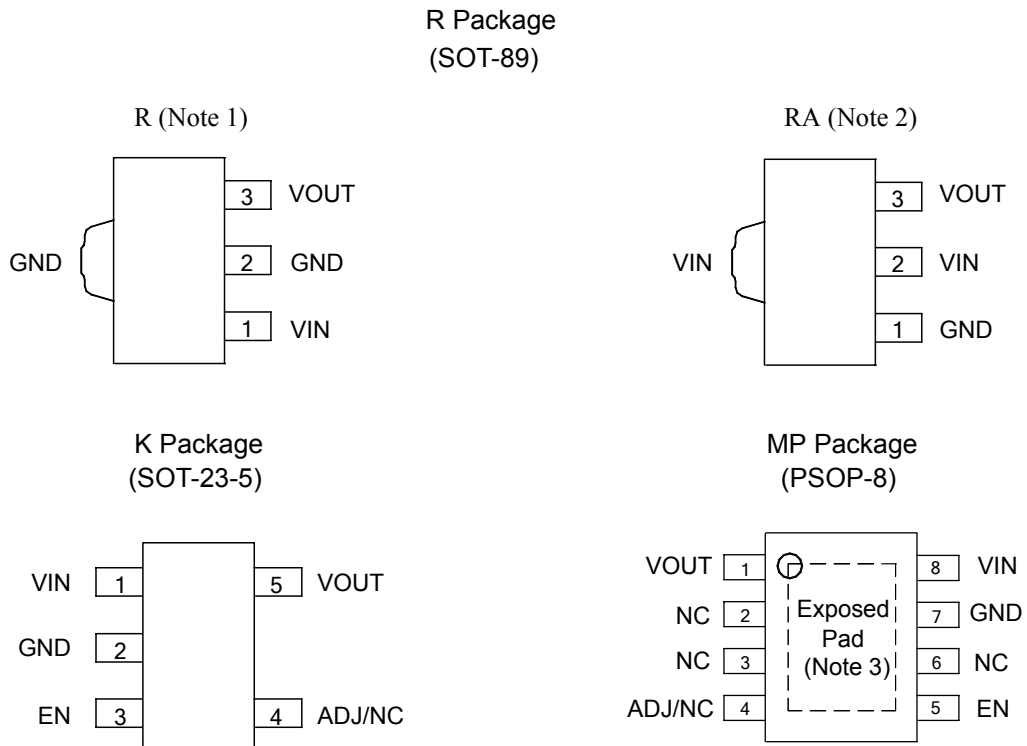 R Package
(SOT-89)
R (Note 1)
GND
3 VOUT
2 GND
1 VIN
RA (Note 2)
VIN
3 VOUT
2 VIN
1 GND
K Package
(SOT-23-5)
VIN 1
GND 2
EN 3
5 VOUT
4 ADJ/NC
MP Package
(PSOP-8)
VOUT 1
NC 2
NC 3
ADJ/NC 4
Exposed
Pad
(Note 3)
8 VIN
7 GND
6 NC
5 EN